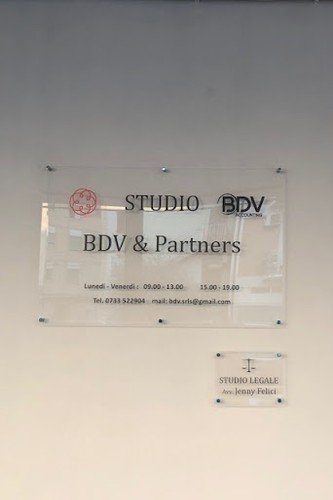 STUDIO BDV
ACCOUNTING
BDV & Partners
Lunedì - Venerdì : 09.00 - 13.00 15.00 - 19.00
Tel. 0733 522904 mail: bdv.srls@gmail.com
STUDIO LEGALE
Avv. Jenny Felici